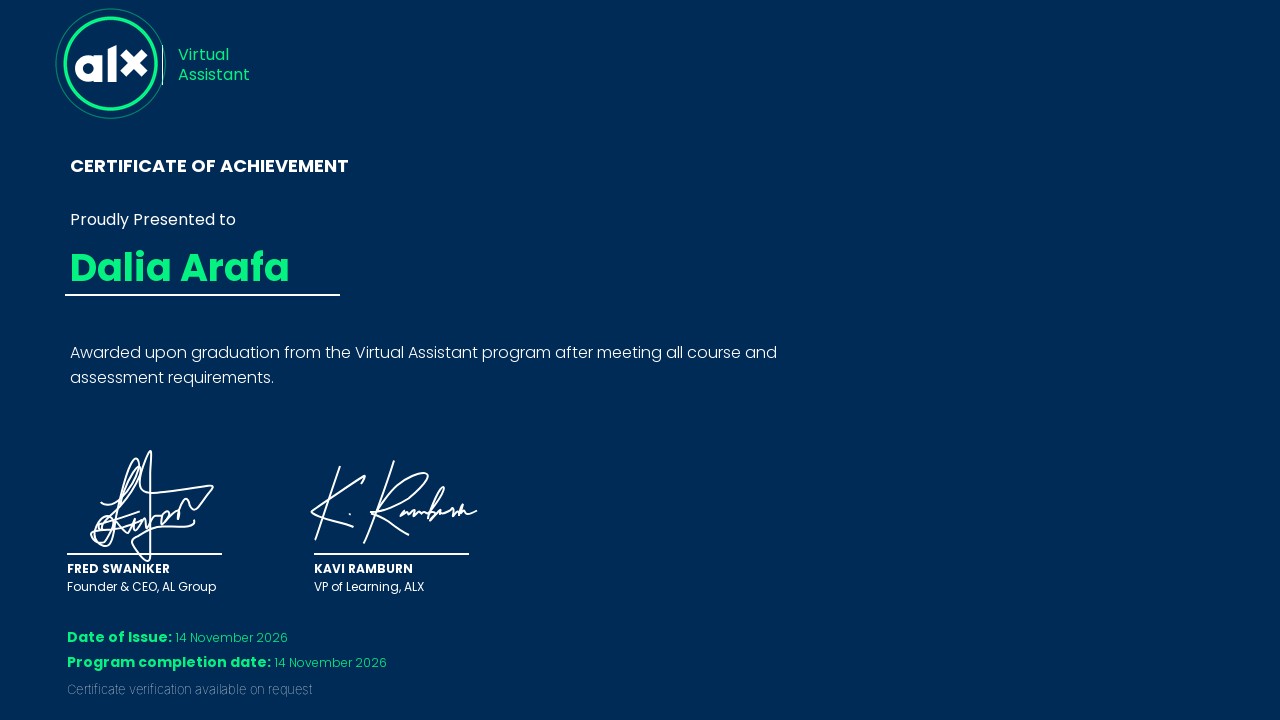 alx
Virtual
Assistant
CERTIFICATE OF ACHIEVEMENT
Proudly Presented to
Dalia Arafa
Awarded upon graduation from the Virtual Assistant program after meeting all course and
assessment requirements.
K. Ramburn
FRED SWANIKER
Founder & CEO, AL Group
KAVI RAMBURN
VP of Learning, ALX
Date of Issue: 14 November 2026
Program completion date: 14 November 2026
Certificate verification available on request